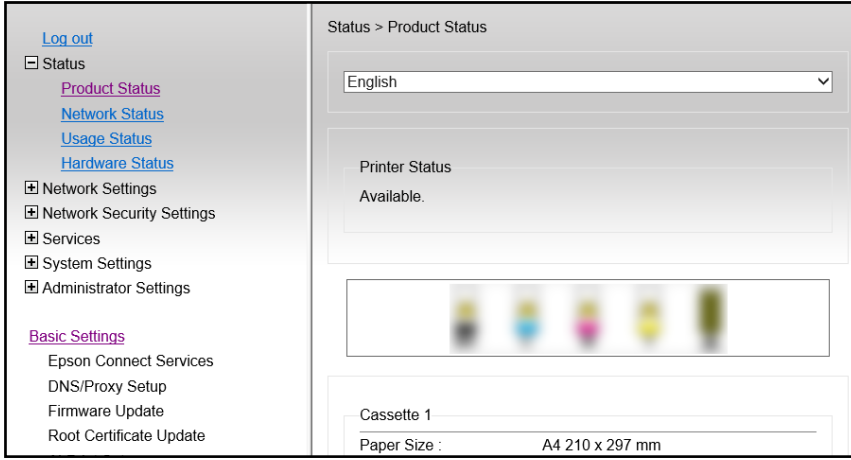 Log out
Status
Product Status
Network Status
Usage Status
Hardware Status
Network Settings
Network Security Settings
Services
System Settings
Administrator Settings
Basic Settings
Epson Connect Services
DNS/Proxy Setup
Firmware Update
Root Certificate Update
Status > Product Status
English
Printer Status
Available.
Cassette 1
Paper Size : A4 210 x 297 mm